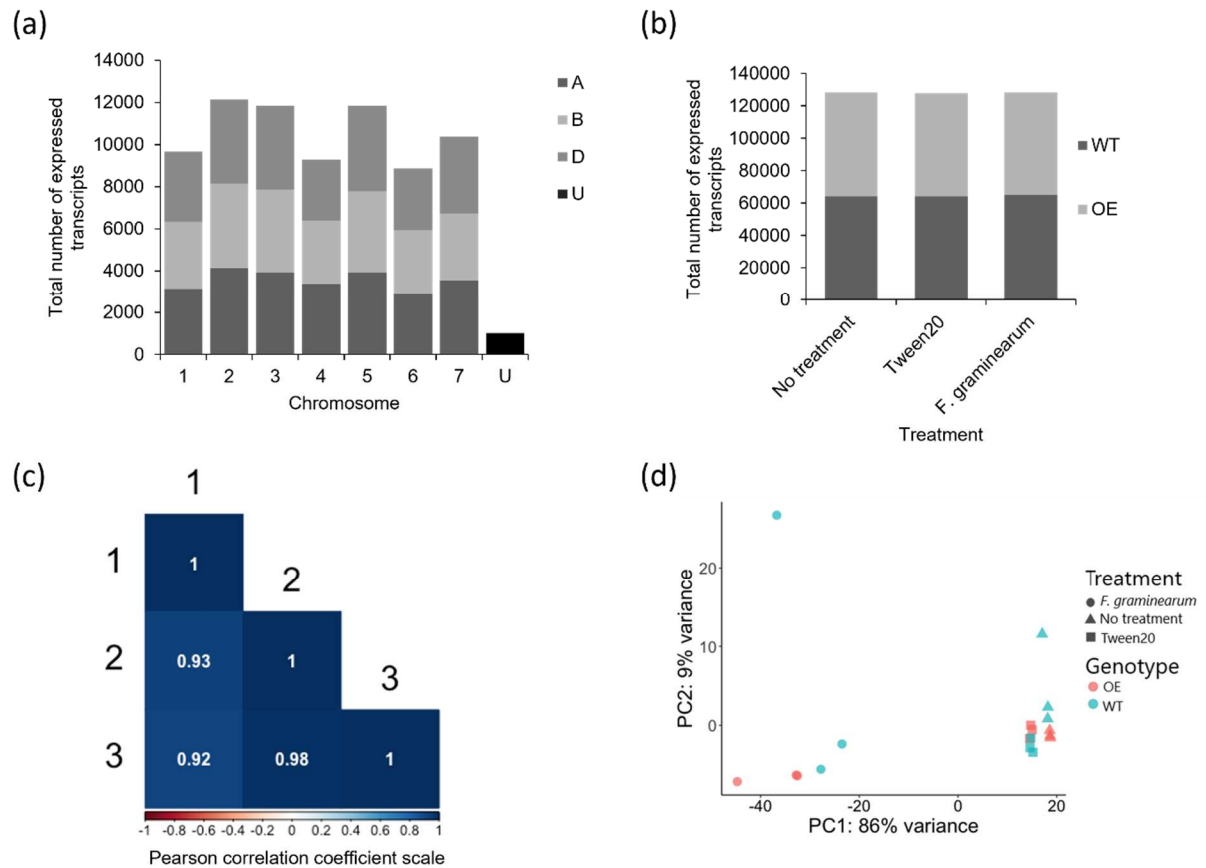 (a)
Total number of expressed
transcripts
14000
12000
10000
8000
6000
4000
2000
0
1 2 3 4 5 6 7 U
Chromosome
A
B
D
U
(b)
Total number of expressed
transcripts
140000
120000
100000
80000
60000
40000
20000
0
No treatment
Tween20
F. graminearum
Treatment
WT
OE
(c)
1
1
1
2
2
0.93
1
3
3
0.92
0.98
1
-1 -0.8 -0.6 -0.4 -0.2 0 0.2 0.4 0.6 0.8 1
Pearson correlation coefficient scale
(d)
PC2: 9% variance
20
10
0
-40 -20 0 20
PC1: 86% variance
Treatment
F. graminearum
No treatment
Tween20
Genotype
OE
WT